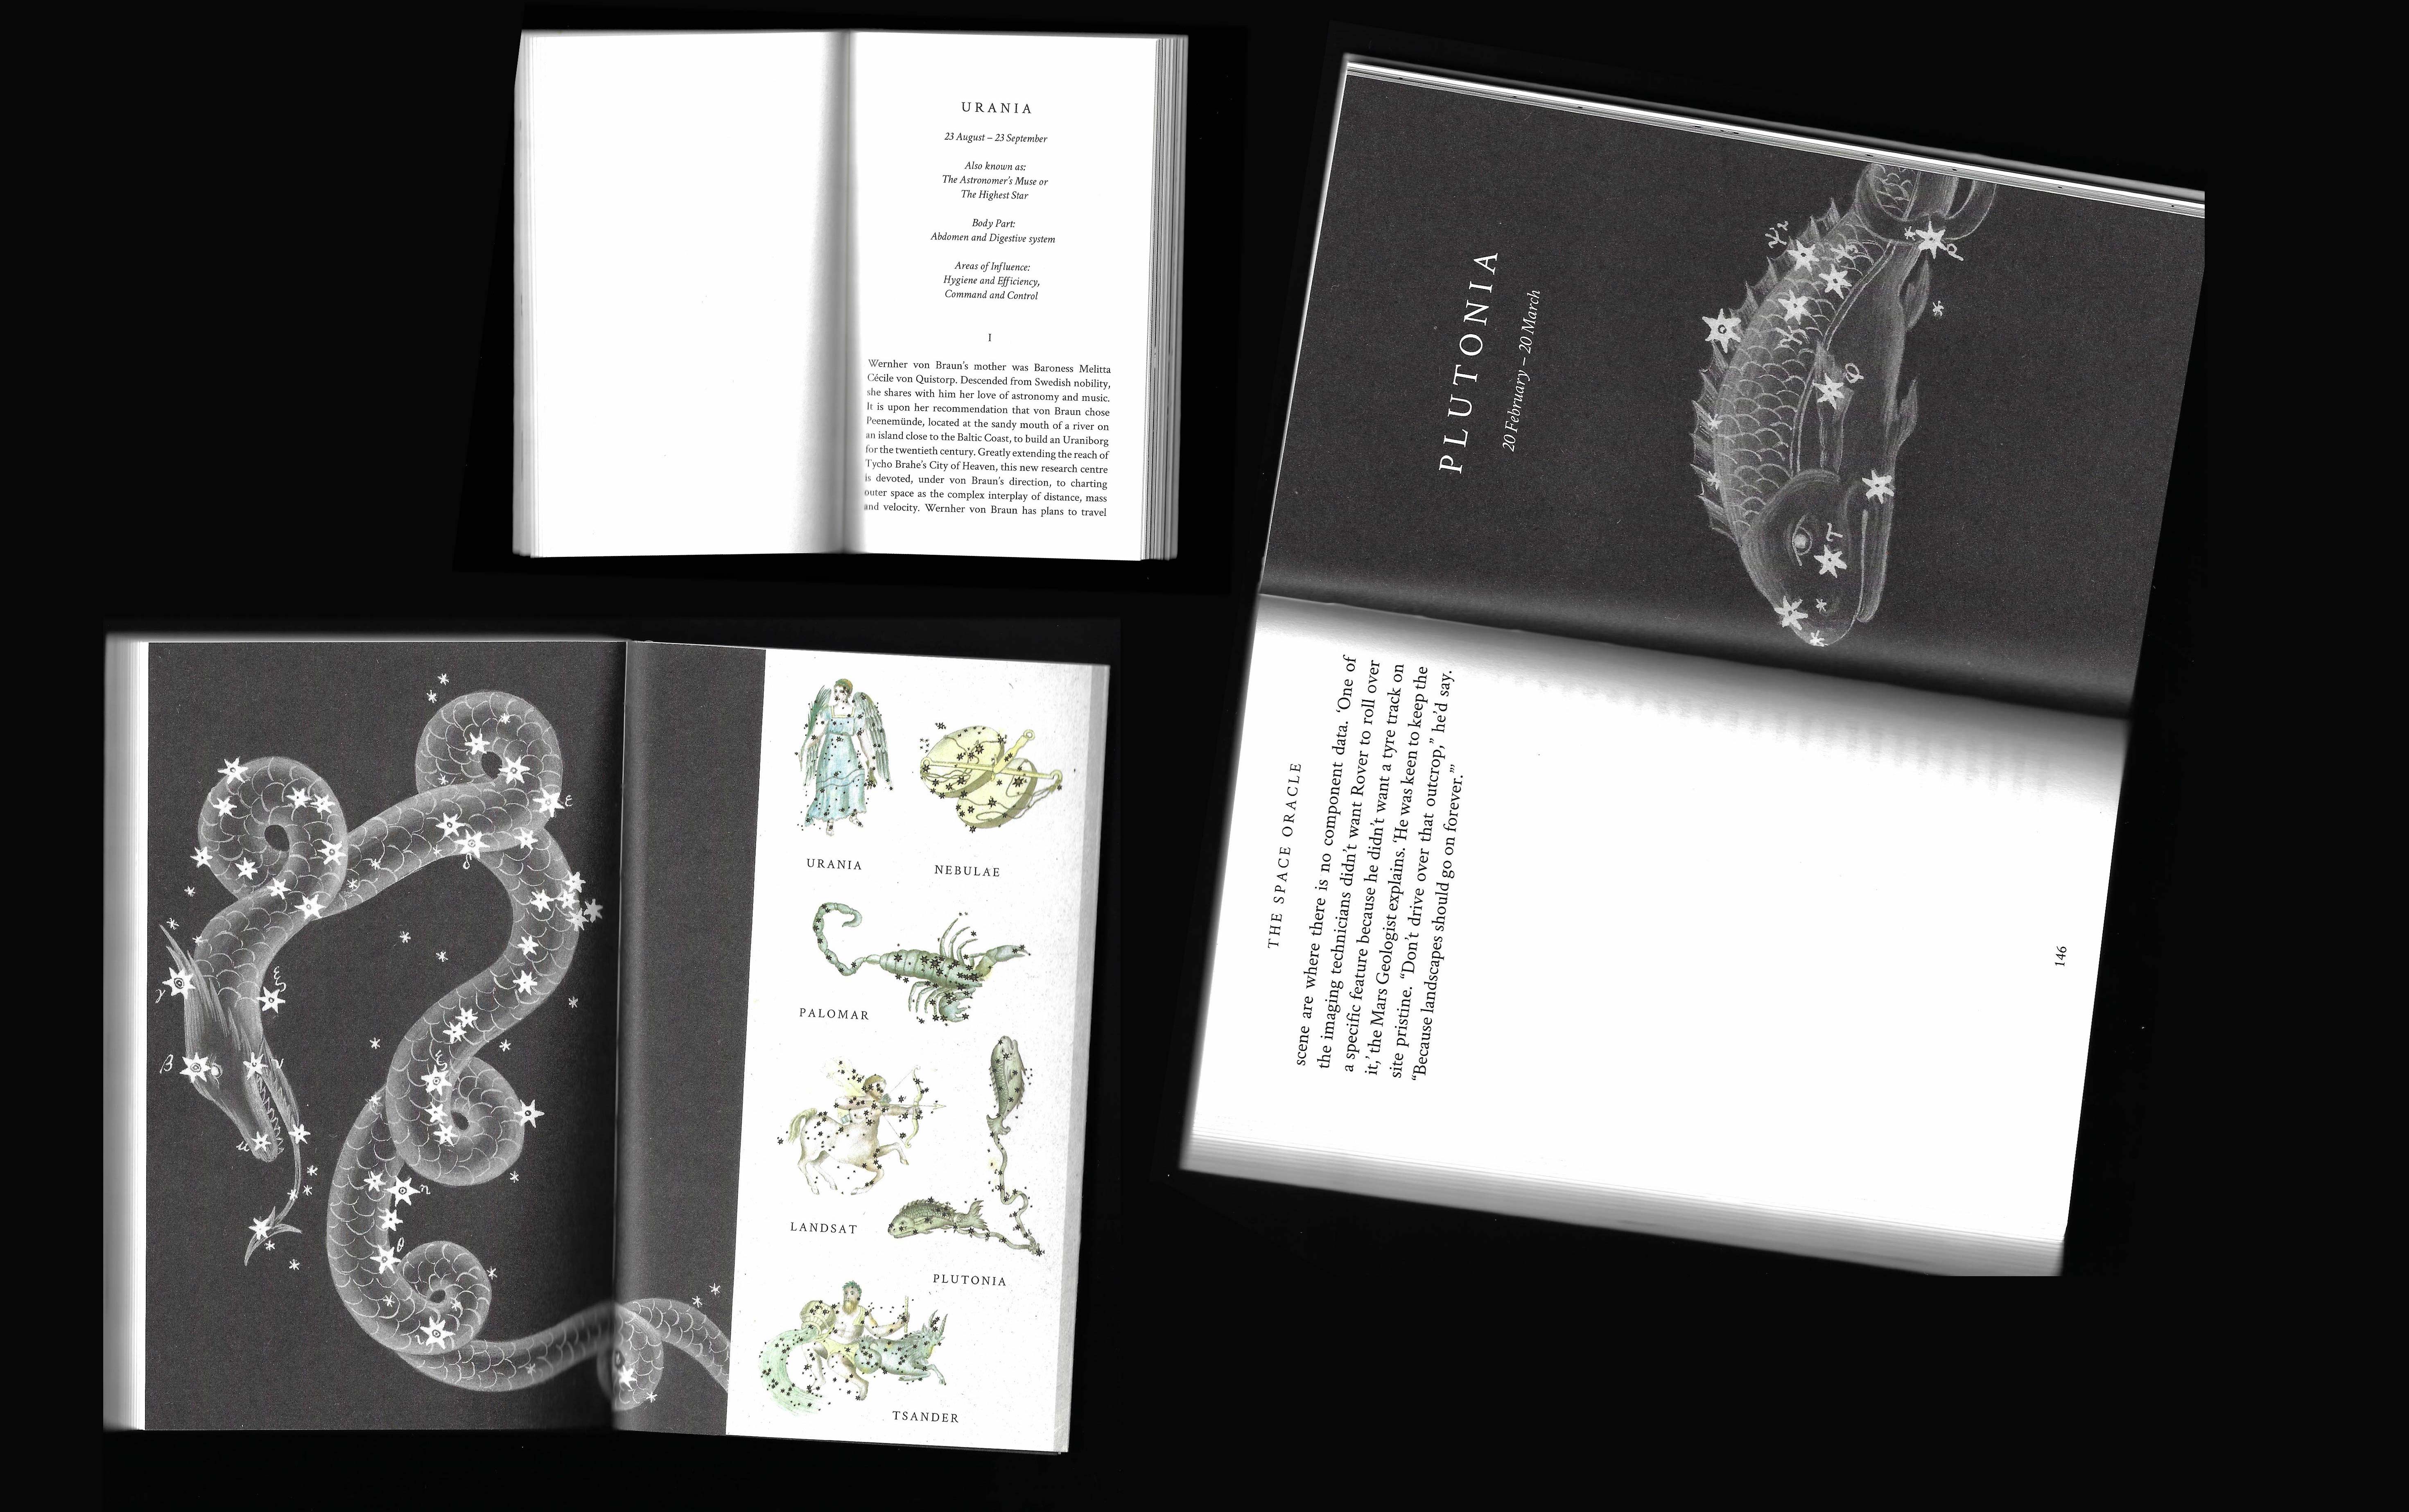 URANIA
23 August – 23 September
Also known as:
The Astronomer's Muse or
The Highest Star
Body Part:
Abdomen and Digestive system
Areas of Influence:
Hygiene and Efficiency,
Command and Control
I
Wernher von Braun's mother was Baroness Melitta
Cécile von Quistorp. Descended from Swedish nobility,
she shares with him her love of astronomy and music.
It is upon her recommendation that von Braun chose
Peenemünde, located at the sandy mouth of a river on
an island close to the Baltic Coast, to build an Uraniborg
for the twentieth century. Greatly extending the reach of
Tycho Brahe's City of Heaven, this new research centre
is devoted, under von Braun's direction, to charting
outer space as the complex interplay of distance, mass
and velocity. Wernher von Braun has plans to travel
URANIA
NEBULAE
PALOMAR
LANDSAT
PLUTONIA
TSANDER
THE SPACE ORACLE
scene are where there is no component data. 'One of
the imaging technicians didn't want Rover to roll over
a specific feature because he didn't want a tyre track on
it,' the Mars Geologist explains. 'He was keen to keep the
site pristine. "Don't drive over that outcrop," he'd say.
"Because landscapes should go on forever."'
146
PLUTONIA
20 February – 20 March